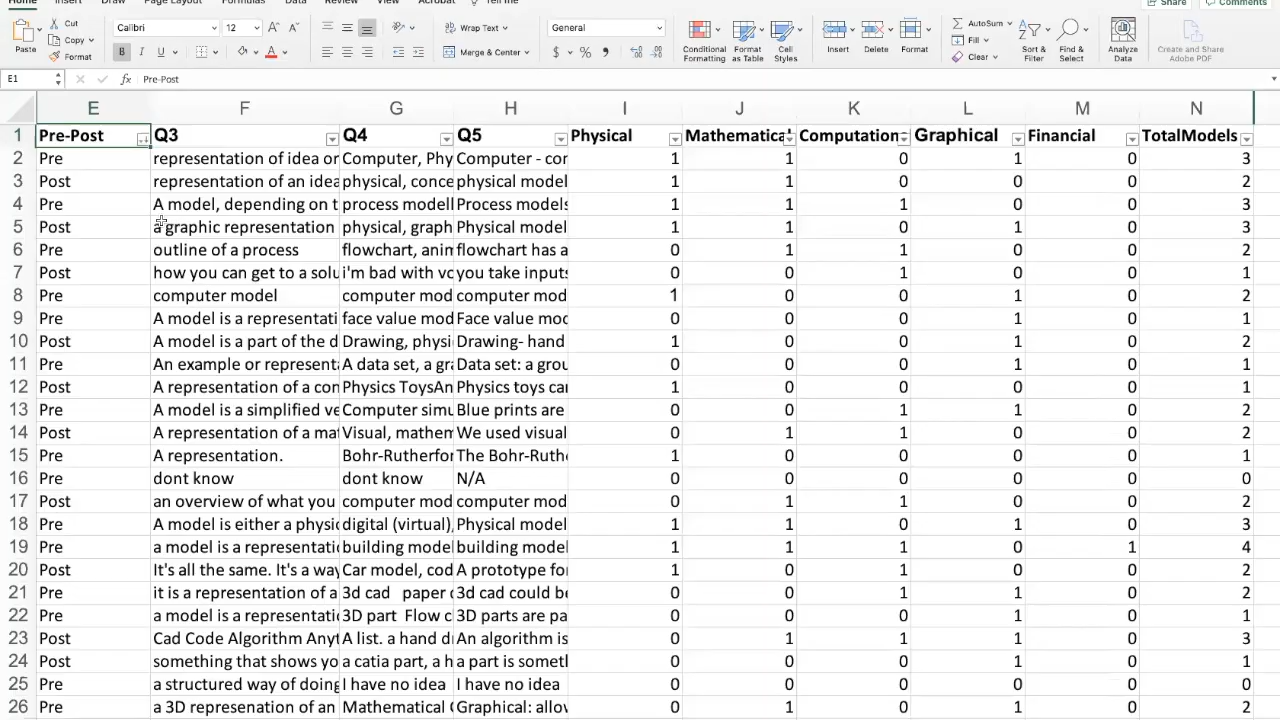 Home Insert Draw Page Layout Formulas Data Review View Acrobat Tell me Share Comments
Paste Cut Copy Format Calibri 12 Wrap Text Merge & Center General Conditional Formatting Format as Table Cell Styles Insert Delete Format AutoSum Fill Clear Sort & Filter Find & Select Analyze Data Create and Share Adobe PDF
E1 fx Pre-Post
E F G H I J K L M N
1 Pre-Post Q3 Q4 Q5 Physical Mathematical Computation Graphical Financial TotalModels
2 Pre representation of idea or Computer, Phy Computer - cor 1 1 0 1 0 3
3 Post representation of an idea physical, conce physical model 1 1 0 0 0 2
4 Pre A model, depending on t process modell Process models 1 1 1 0 0 3
5 Post a graphic representation physical, graph Physical model 1 1 0 1 0 3
6 Pre outline of a process flowchart, anim flowchart has a 0 1 1 0 0 2
7 Post how you can get to a solu i'm bad with vo you take inputs 0 0 1 0 0 1
8 Pre computer model computer mod computer mod 1 0 0 1 0 2
9 Pre A model is a representati face value mod Face value moc 0 0 0 1 0 1
10 Post A model is a part of the d Drawing, physi Drawing- hand 1 0 0 1 0 2
11 Pre An example or represent A data set, a gra Data set: a grou 0 0 0 1 0 1
12 Post A representation of a con Physics ToysAn Physics toys car 1 0 0 0 0 1
13 Pre A model is a simplified ve Computer simu Blue prints are 0 0 1 1 0 2
14 Post A representation of a mat Visual, mathem We used visual 0 1 1 0 0 2
15 Pre A representation. Bohr-Rutherfor The Bohr-Ruthe 1 0 0 0 0 1
16 Pre dont know dont know N/A 0 0 0 0 0 0
17 Post an overview of what you computer mod computer mod 0 1 1 0 0 2
18 Pre A model is either a physic digital (virtual), Physical model 1 1 0 1 0 3
19 Pre a model is a representatio building model building model 1 1 1 0 1 4
20 Post It's all the same. It's a way Car model, cod A prototype for 1 0 1 0 0 2
21 Pre it is a representation of a 3d cad paper 3d cad could be 0 0 1 1 0 2
22 Pre a model is a representatio 3D part Flow c 3D parts are pa 0 0 0 1 0 1
23 Post Cad Code Algorithm Anyt A list. a hand dr An algorithm is 0 1 1 1 0 3
24 Post something that shows yo a catia part, a h a part is someth 0 0 0 1 0 1
25 Pre a structured way of doing I have no idea I have no idea 0 0 0 0 0 0
26 Pre a 3D represenation of an Mathematical Graphical: allov 0 1 0 1 0 2